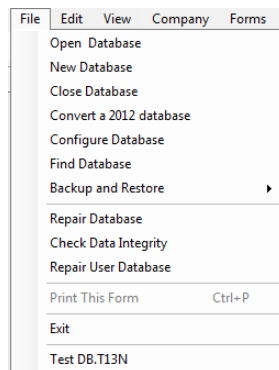 File Edit View Company Forms
Open Database
New Database
Close Database
Convert a 2012 database
Configure Database
Find Database
Backup and Restore
Repair Database
Check Data Integrity
Repair User Database
Print This Form Ctrl+P
Exit
Test DB.T13N